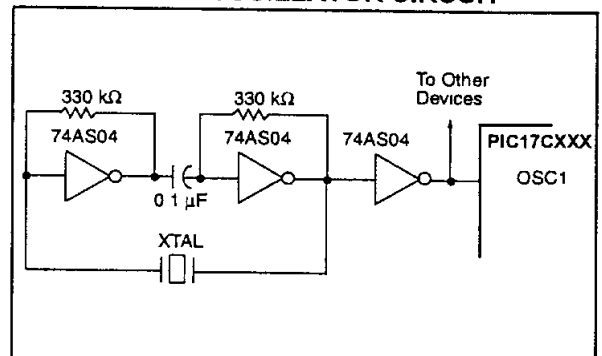 330 kΩ
330 kΩ
To Other
Devices
74AS04
74AS04
74AS04
PIC17CXXX
OSC1
0 1 µF
XTAL